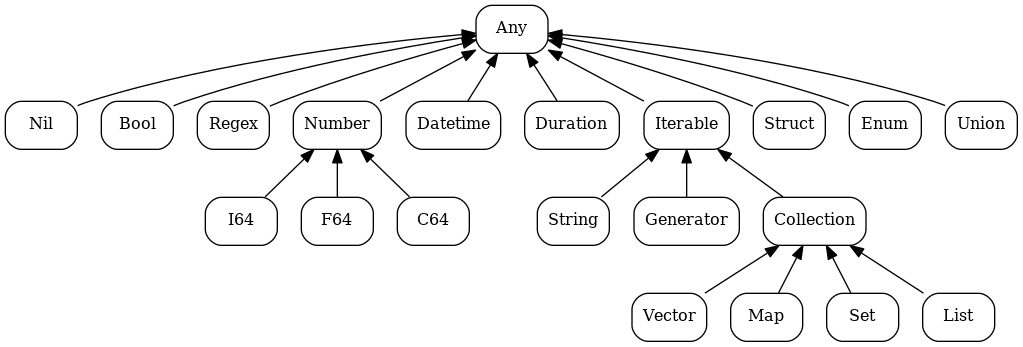 Any
Nil
Bool
Regex
Number
Datetime
Duration
Iterable
Struct
Enum
Union
I64
F64
C64
String
Generator
Collection
Vector
Map
Set
List